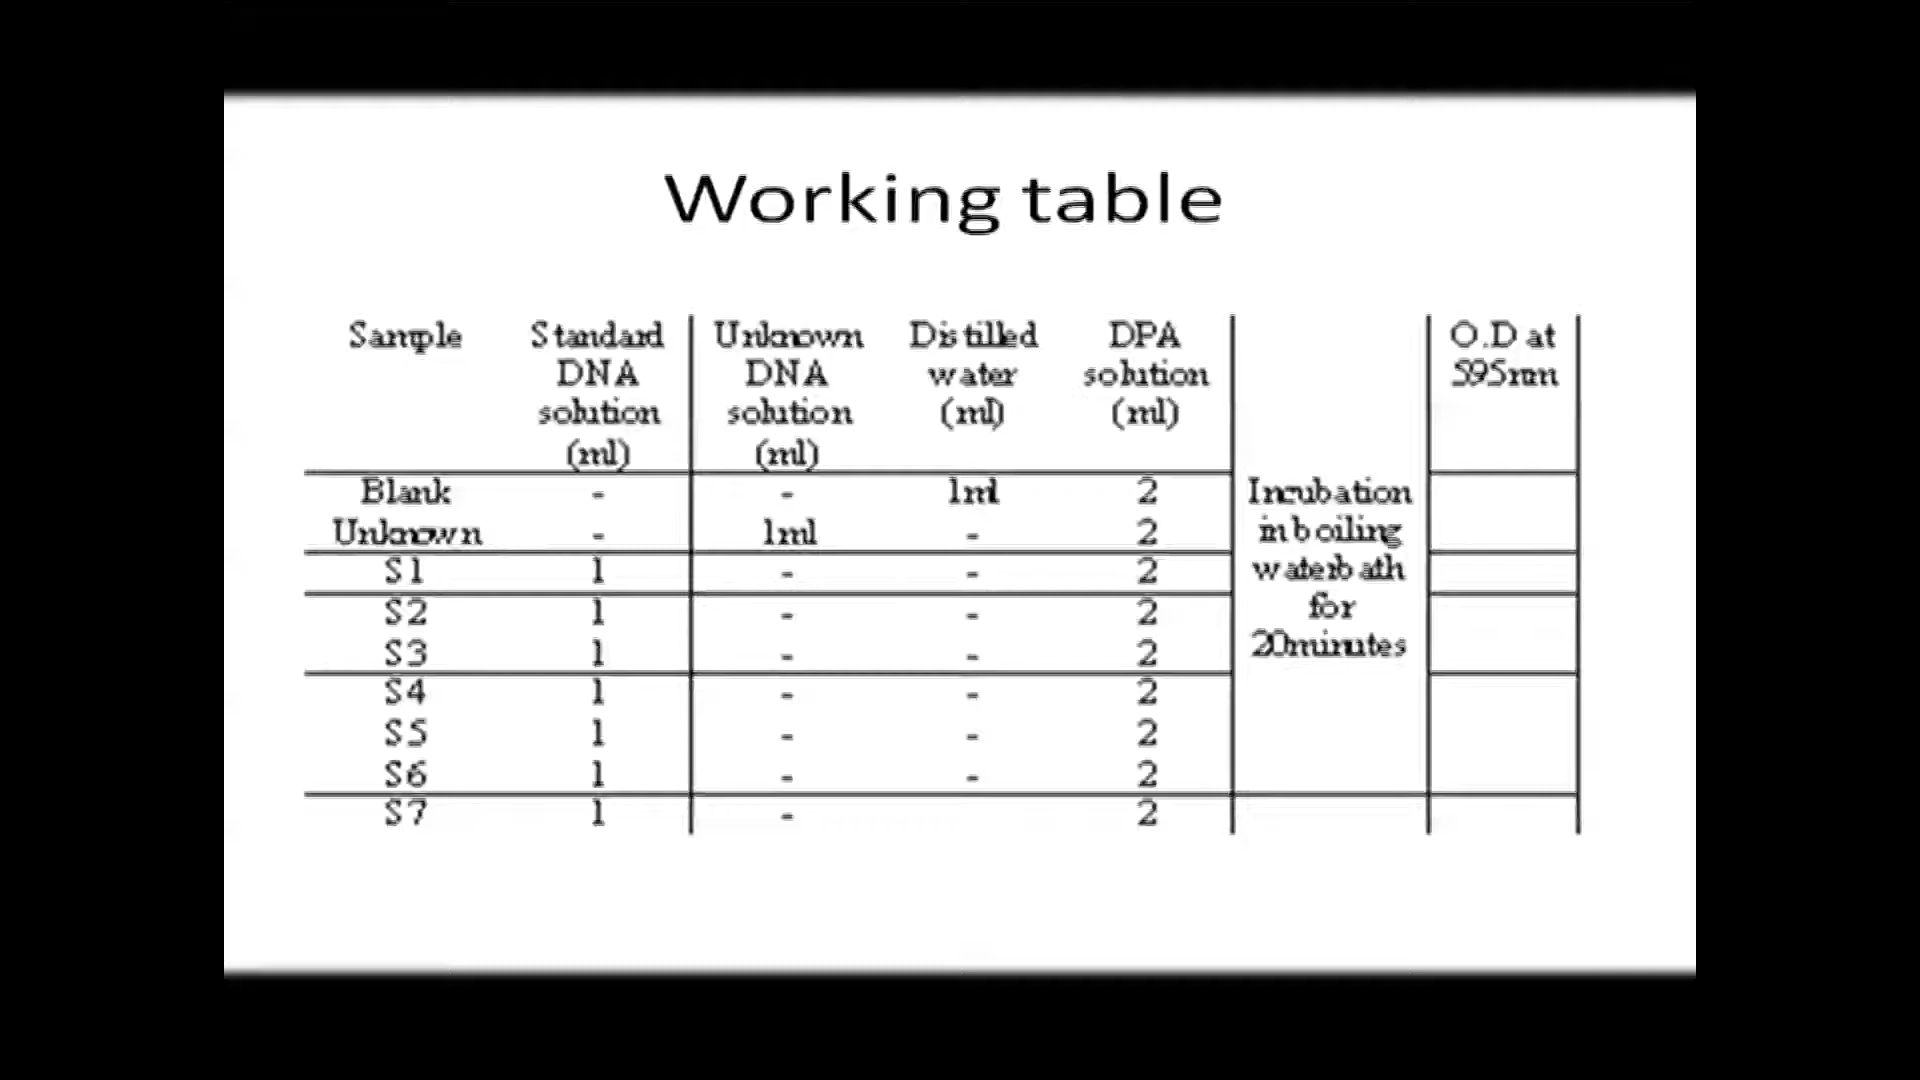 Working table
Sample Standard DNA solution (ml) Unknown DNA solution (ml) Distilled water (ml) DPA solution (ml) O.D at 595nm
Blank - - 1ml 2 Incubation
Unknown - 1ml - 2 in boiling
S1 1 - - 2 waterbath
S2 1 - - 2 for
S3 1 - - 2 20minutes
S4 1 - - 2
S5 1 - - 2
S6 1 - - 2
S7 1 - 2